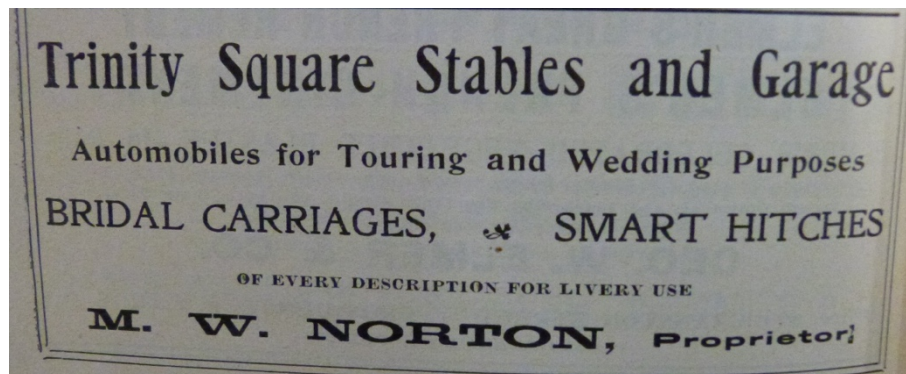 Trinity Square Stables and Garage
Automobiles for Touring and Wedding Purposes
BRIDAL CARRIAGES, SMART HITCHES
OF EVERY DESCRIPTION FOR LIVERY USE
M. W. NORTON, Proprietor